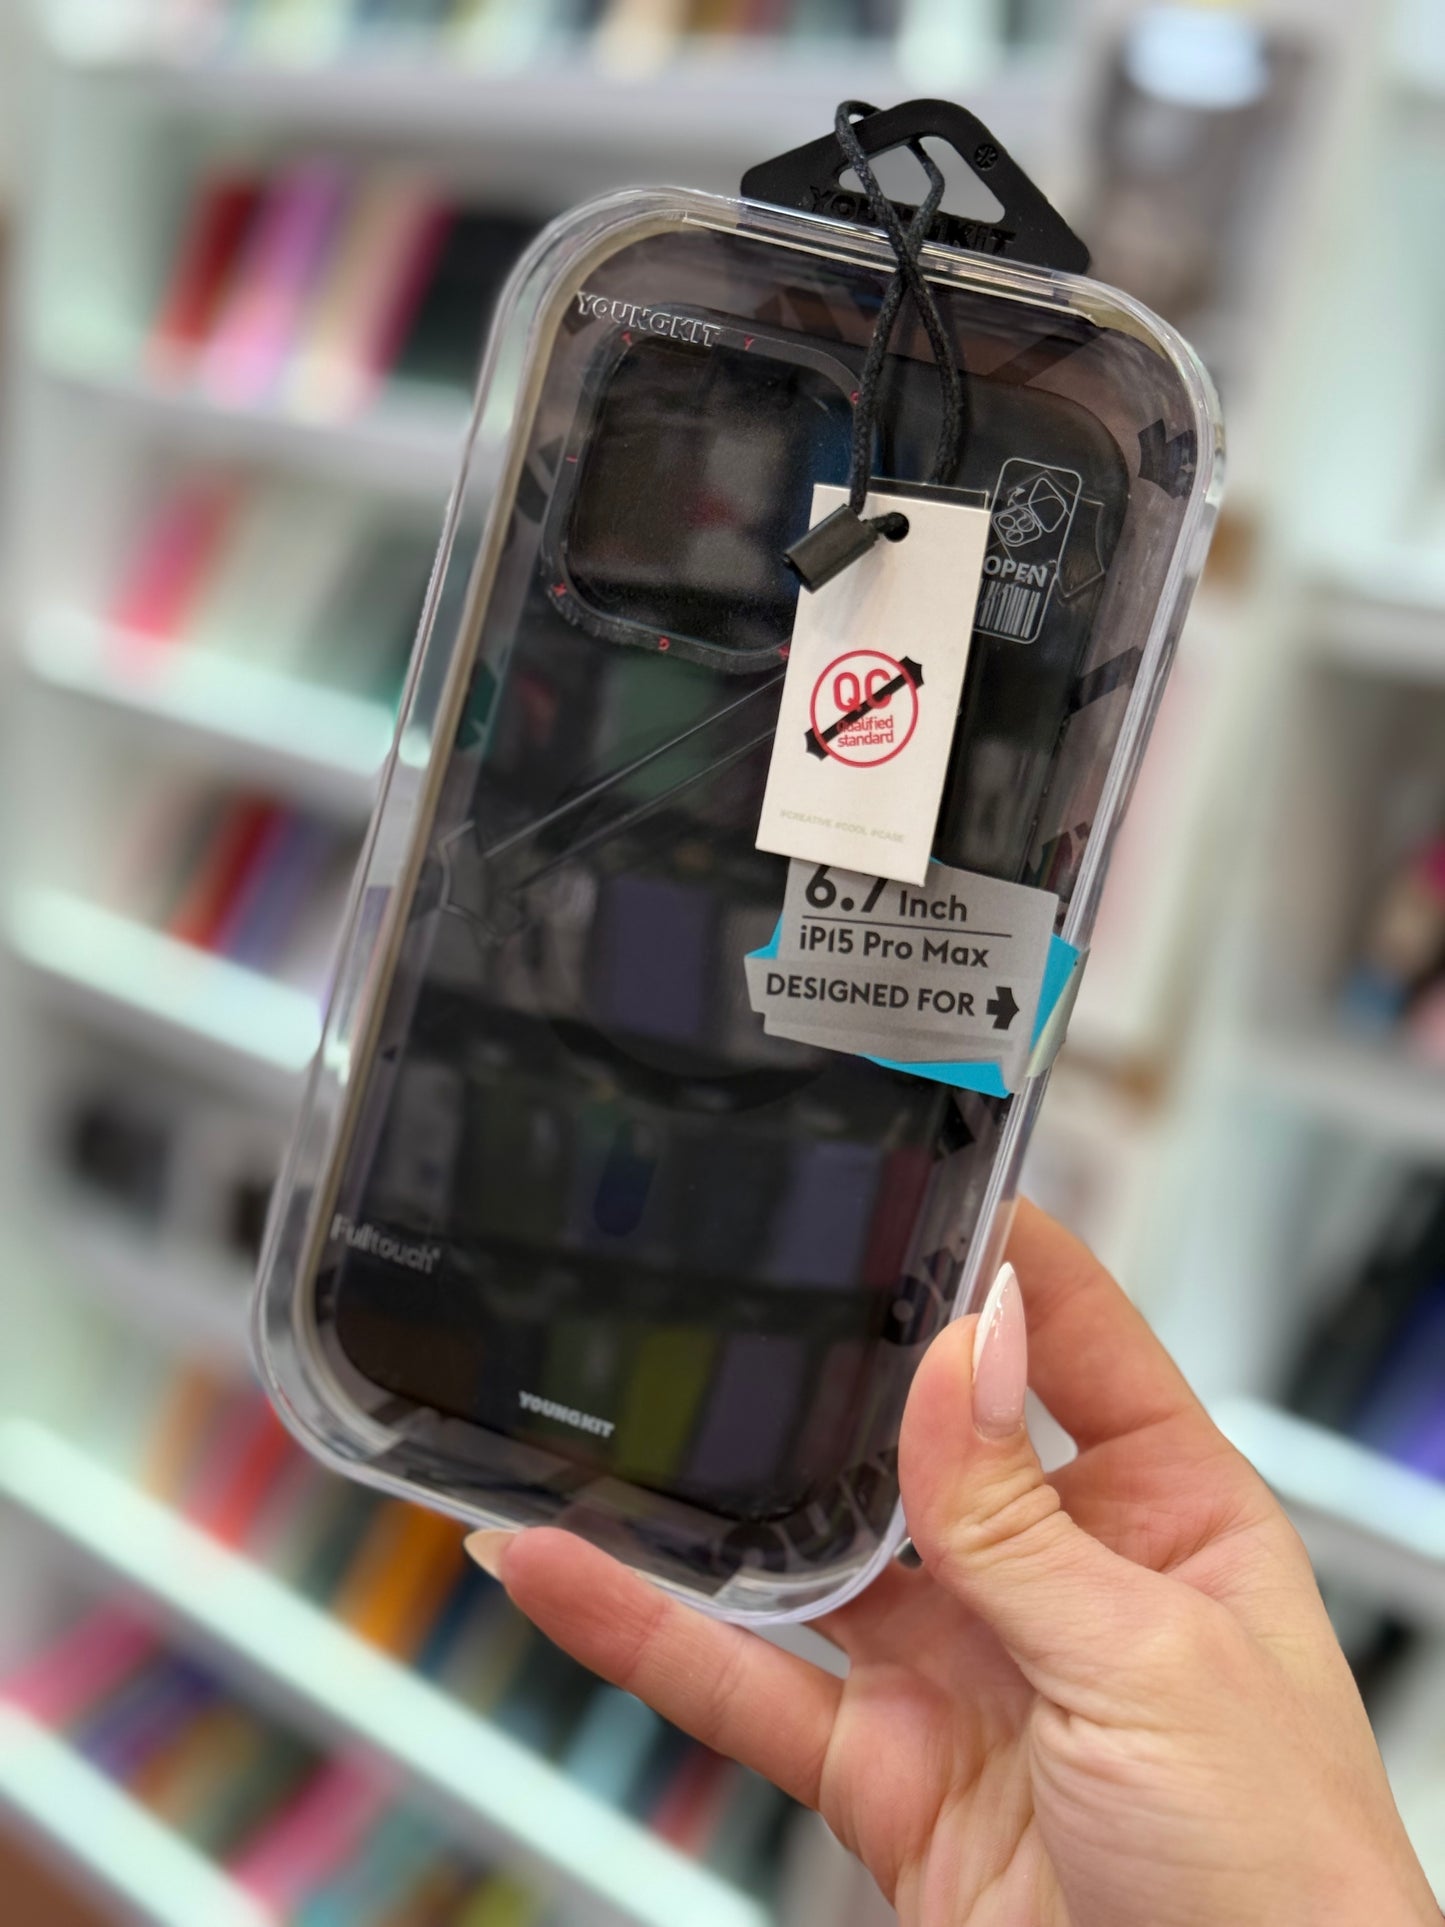 YOUNGKIT
YOUNGKIT
OPEN
QC
Qualified
standard
#CREATIVE #COOL #CASE
6.7 Inch
iP15 Pro Max
DESIGNED FOR
Fulltouch
YOUNGKIT